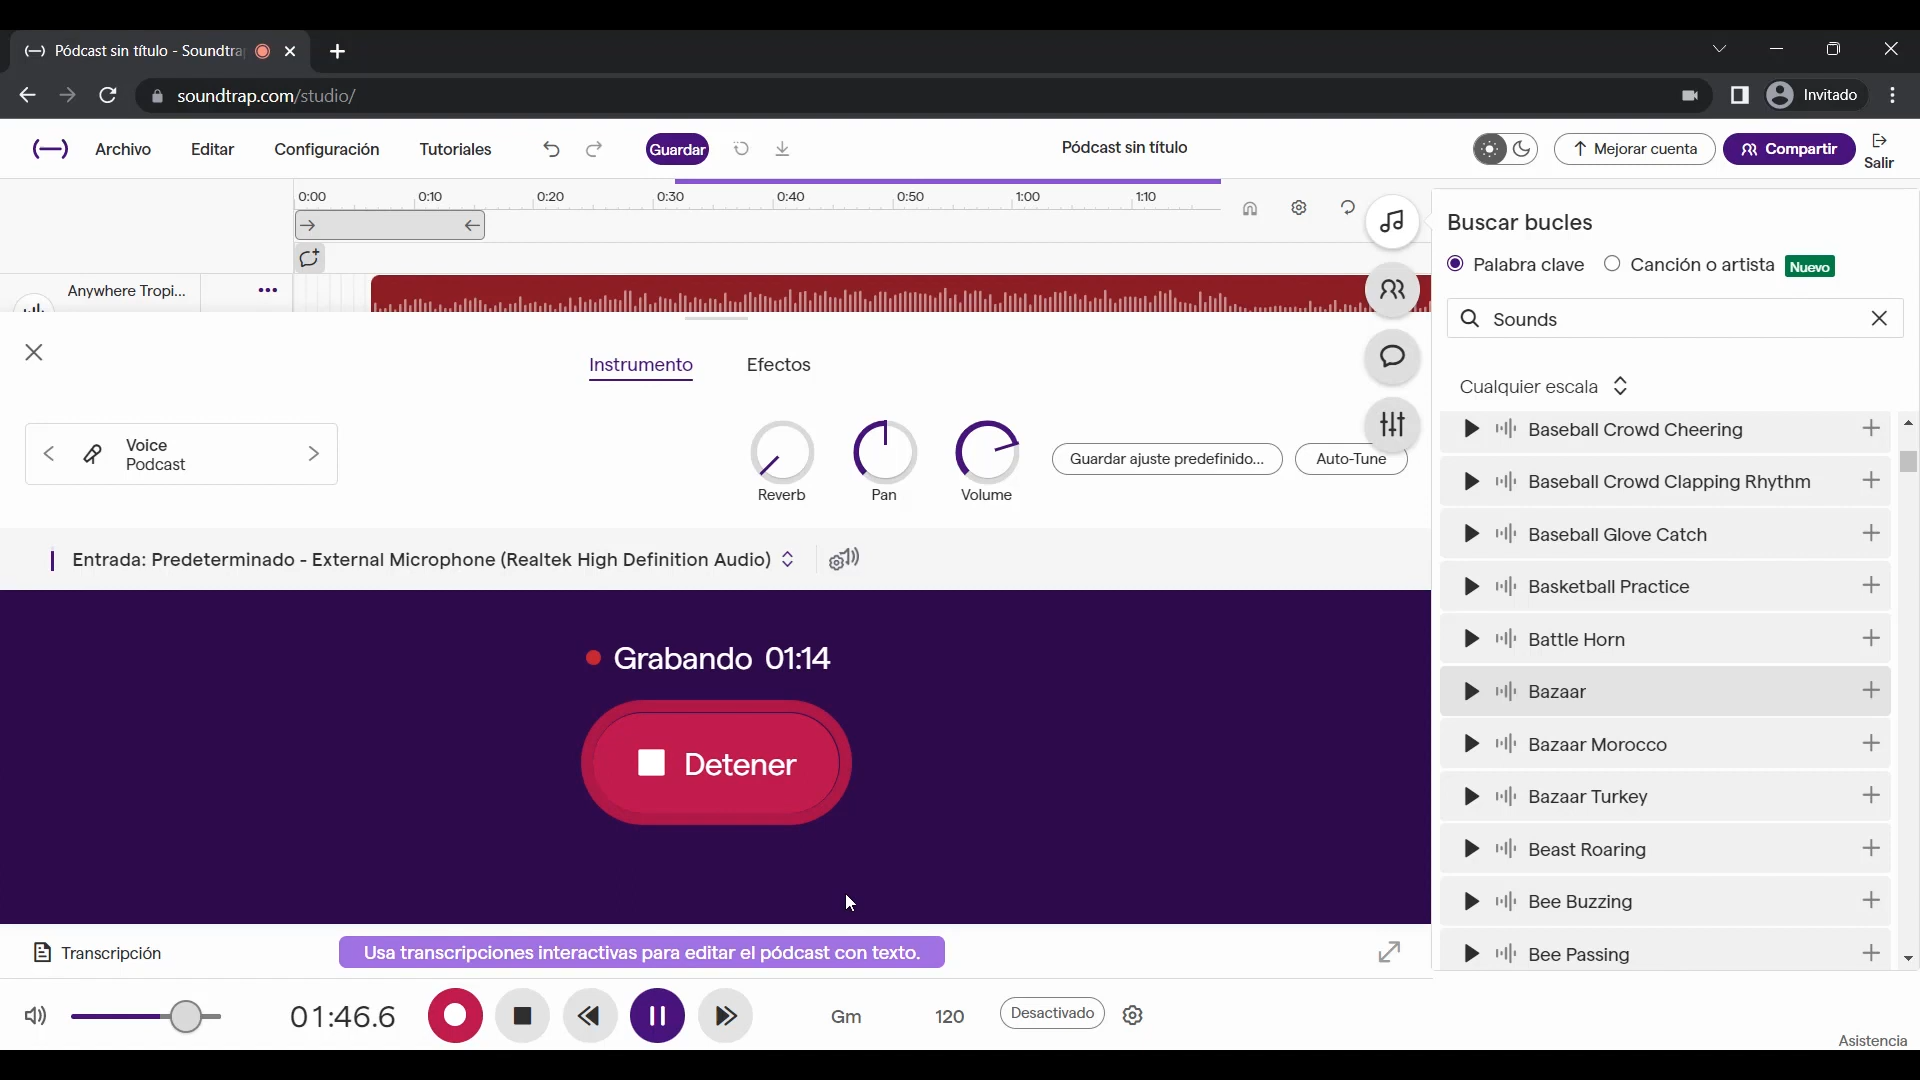 Pódcast sin título - Soundtra
soundtrap.com/studio/
Invitado
Archivo
Editar
Configuración
Tutoriales
Guardar
Pódcast sin título
Mejorar cuenta
Compartir
Salir
0:00 0:10 0:20 0:30 0:40 0:50 1:00 1:10
Anywhere Tropi...
Instrumento
Efectos
Voice
Podcast
Reverb
Pan
Volume
Guardar ajuste predefinido...
Auto-Tune
Entrada: Predeterminado - External Microphone (Realtek High Definition Audio)
Grabando 01:14
Detener
Transcripción
Usa transcripciones interactivas para editar el pódcast con texto.
Buscar bucles
Palabra clave
Canción o artista
Nuevo
Sounds
Cualquier escala
Baseball Crowd Cheering
Baseball Crowd Clapping Rhythm
Baseball Glove Catch
Basketball Practice
Battle Horn
Bazaar
Bazaar Morocco
Bazaar Turkey
Beast Roaring
Bee Buzzing
Bee Passing
01:46.6
Gm
120
Desactivado
Asistencia